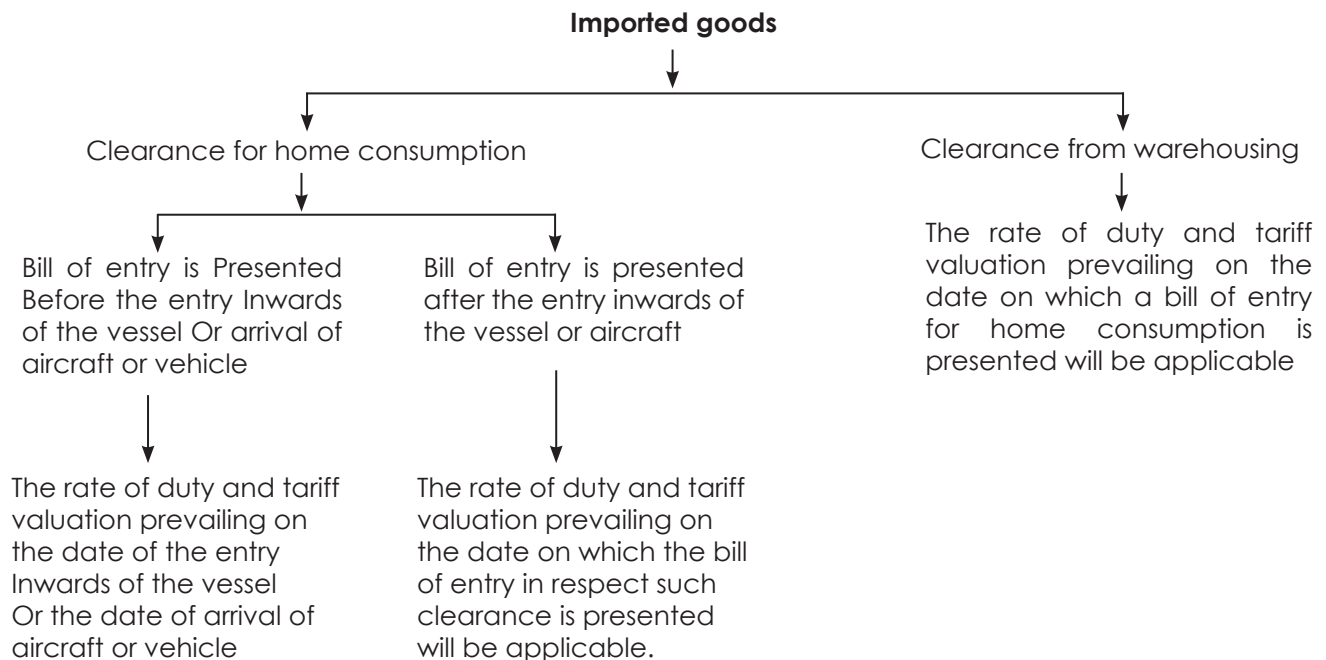 Imported goods
Clearance for home consumption
Clearance from warehousing
Bill of entry is Presented
Before the entry Inwards
of the vessel Or arrival of
aircraft or vehicle
Bill of entry is presented
after the entry inwards of
the vessel or aircraft
The rate of duty and tariff
valuation prevailing on the
date on which a bill of entry
for home consumption is
presented will be applicable
The rate of duty and tariff
valuation prevailing on
the date of the entry
Inwards of the vessel
Or the date of arrival of
aircraft or vehicle
The rate of duty and tariff
valuation prevailing on
the date on which the bill
of entry in respect such
clearance is presented
will be applicable.